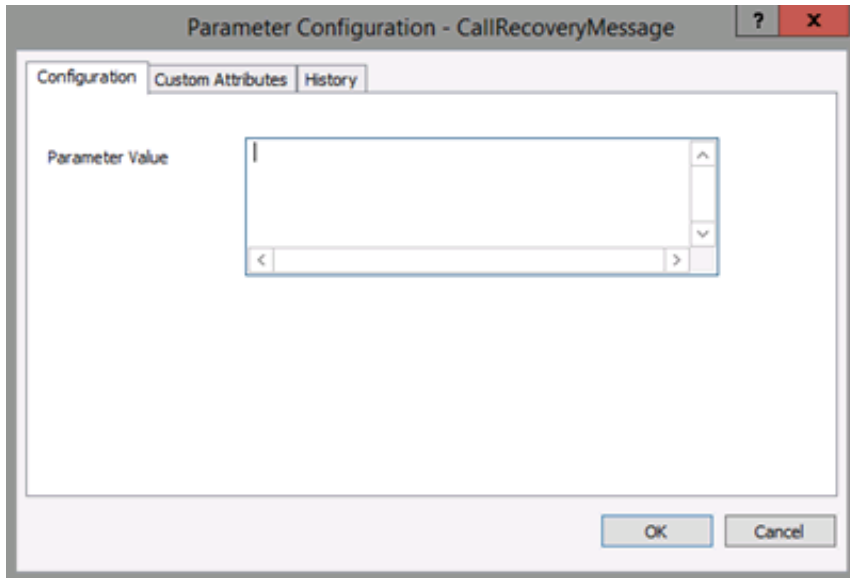 Parameter Configuration - CallRecoveryMessage
? x
Configuration Custom Attributes History
Parameter Value
OK Cancel